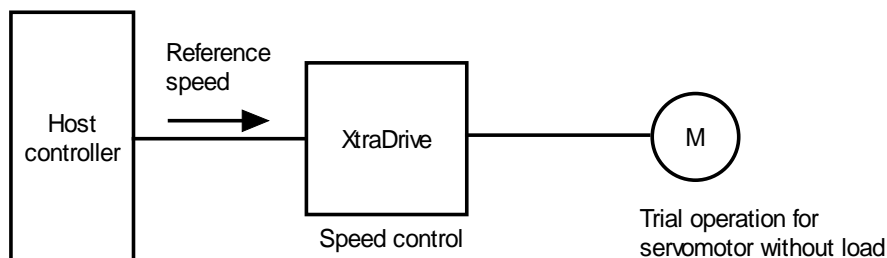 Reference
speed
Host
controller
XtraDrive
M
Speed control
Trial operation for
servomotor without load